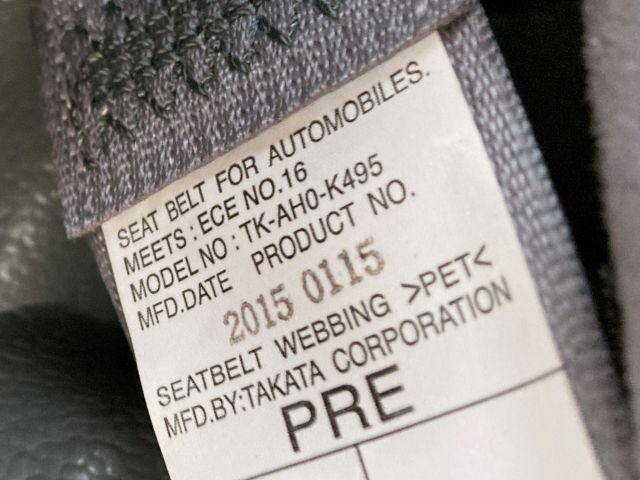 SEAT BELT FOR AUTOMOBILES.
MEETS : ECE NO.16
MODEL NO : TK-AH0-K495
MFD.DATE PRODUCT NO.
2015 0115
SEATBELT WEBBING >PET<
MFD.BY:TAKATA CORPORATION
PRE